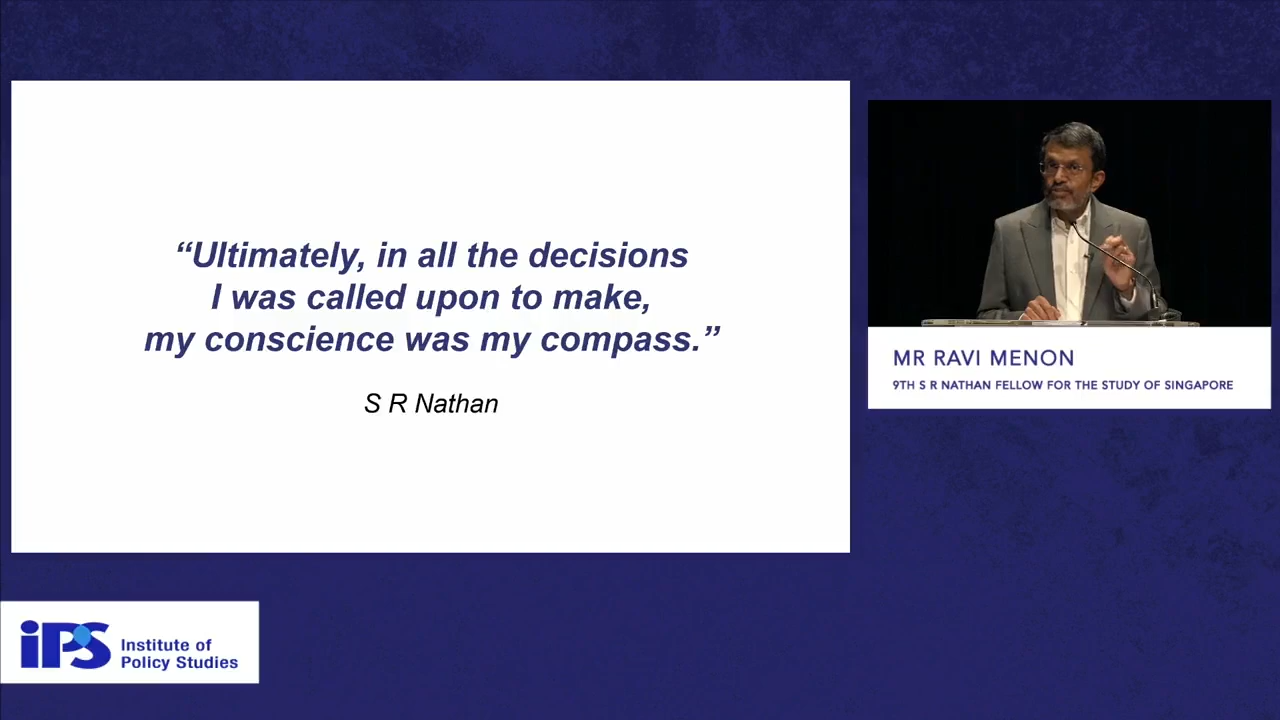 “Ultimately, in all the decisions
I was called upon to make,
my conscience was my compass.”
S R Nathan
MR RAVI MENON
9TH S R NATHAN FELLOW FOR THE STUDY OF SINGAPORE
iPS
Institute of
Policy Studies